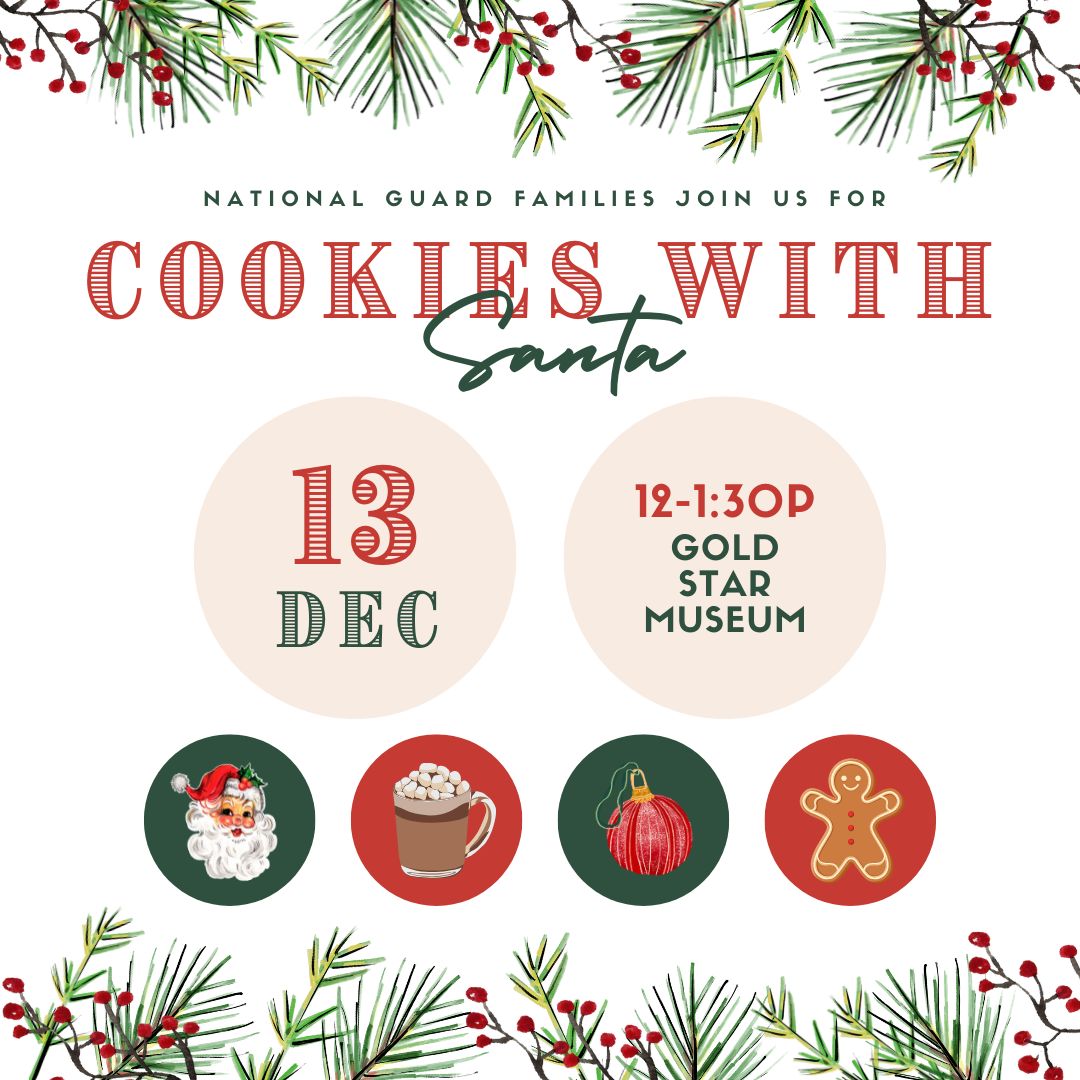 NATIONAL GUARD FAMILIES JOIN US FOR
COOKIES WITH
Santa
13
DEC
12-1:30P
GOLD
STAR
MUSEUM